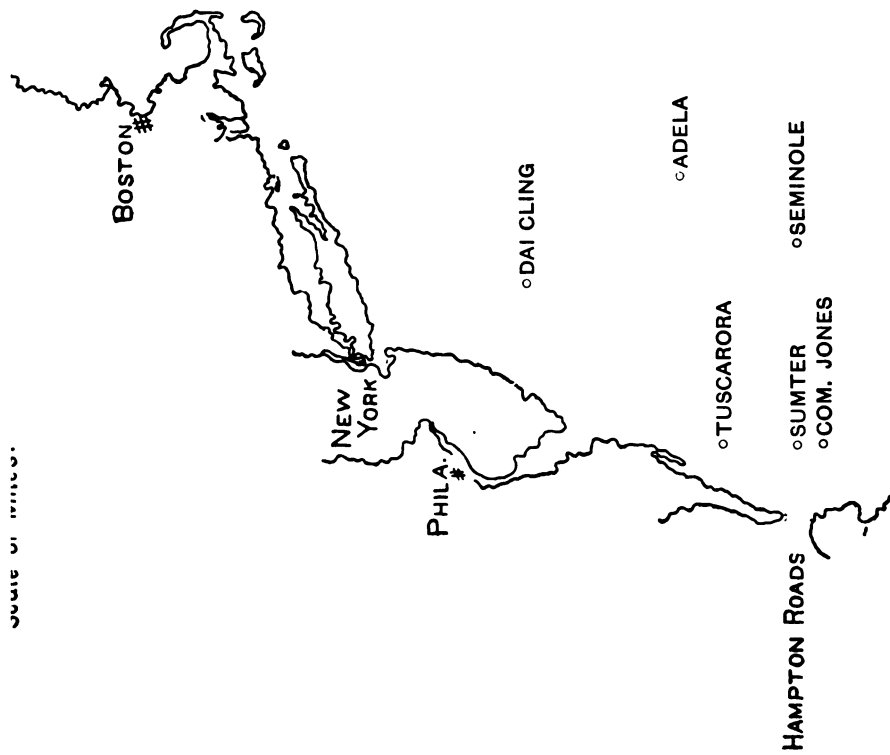 BOSTON
NEW
YORK
PHILA.
HAMPTON ROADS
DAI CLING
ADELA
TUSCARORA
SEMINOLE
SUMTER
COM. JONES